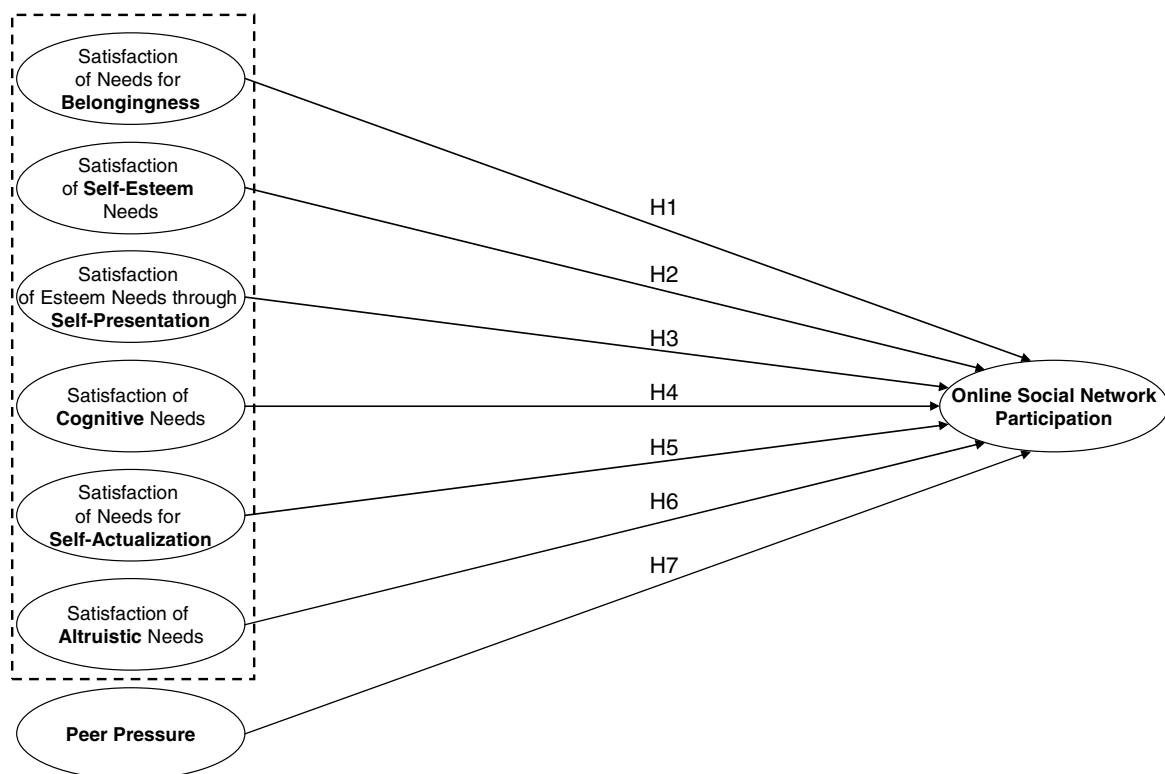 Satisfaction
of Needs for
Belongingness
Satisfaction
of Self-Esteem
Needs
Satisfaction
of Esteem Needs through
Self-Presentation
Satisfaction of
Cognitive Needs
Satisfaction
of Needs for
Self-Actualization
Satisfaction of
Altruistic Needs
Peer Pressure
H1
H2
H3
H4
H5
H6
H7
Online Social Network
Participation